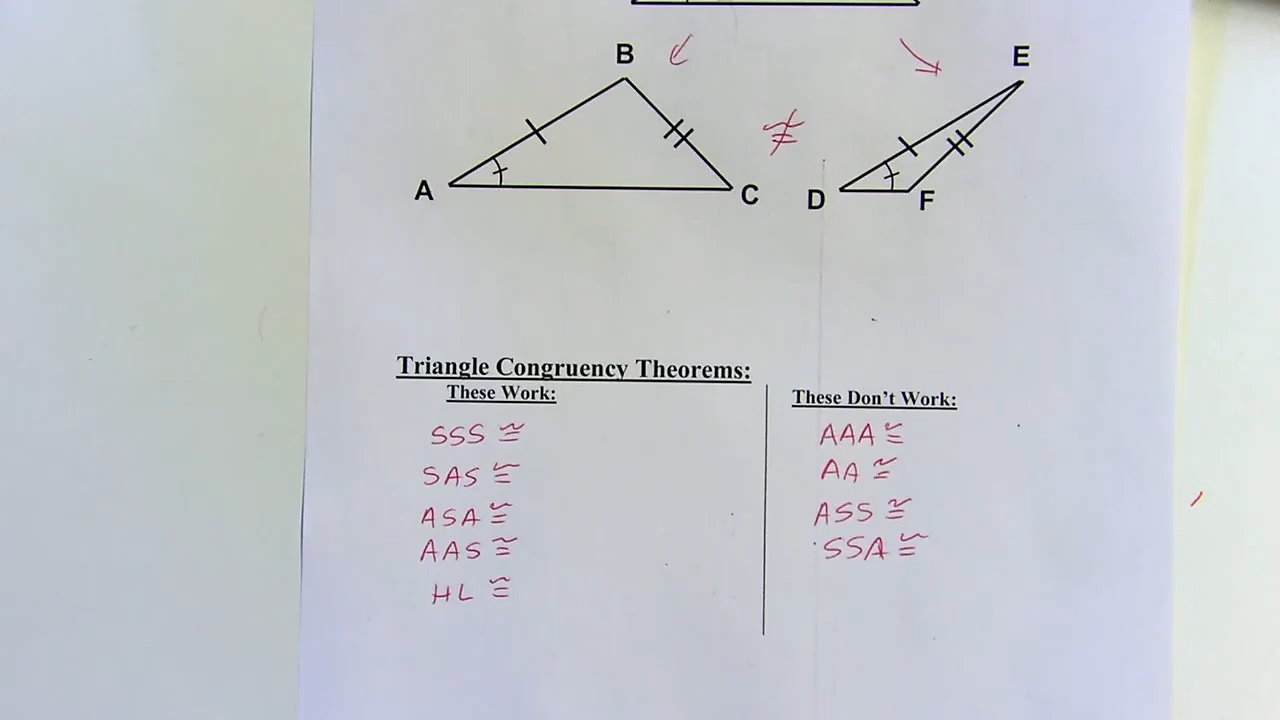 B
E
≇
A
C
D
F
Triangle Congruency Theorems:
These Work:
SSS ≅
SAS ≅
ASA ≅
AAS ≅
HL ≅
These Don't Work:
AAA ≅
AA ≅
ASS ≅
SSA ≅